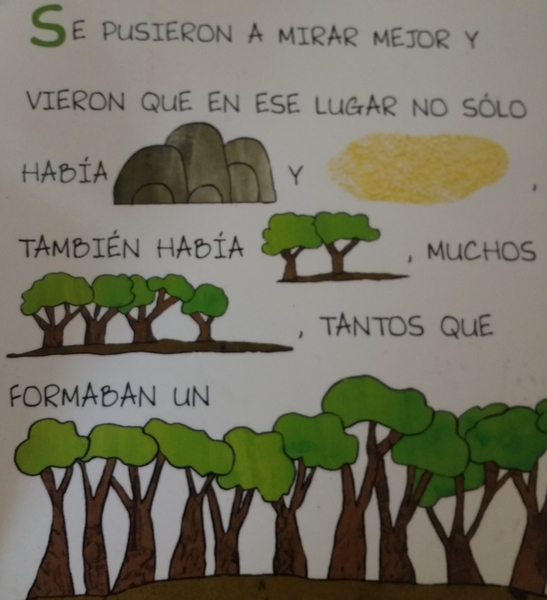 SE PUSIERON A MIRAR MEJOR Y
VIERON QUE EN ESE LUGAR NO SÓLO
HABÍA Y ,
TAMBIÉN HABÍA , MUCHOS
, TANTOS QUE
FORMABAN UN